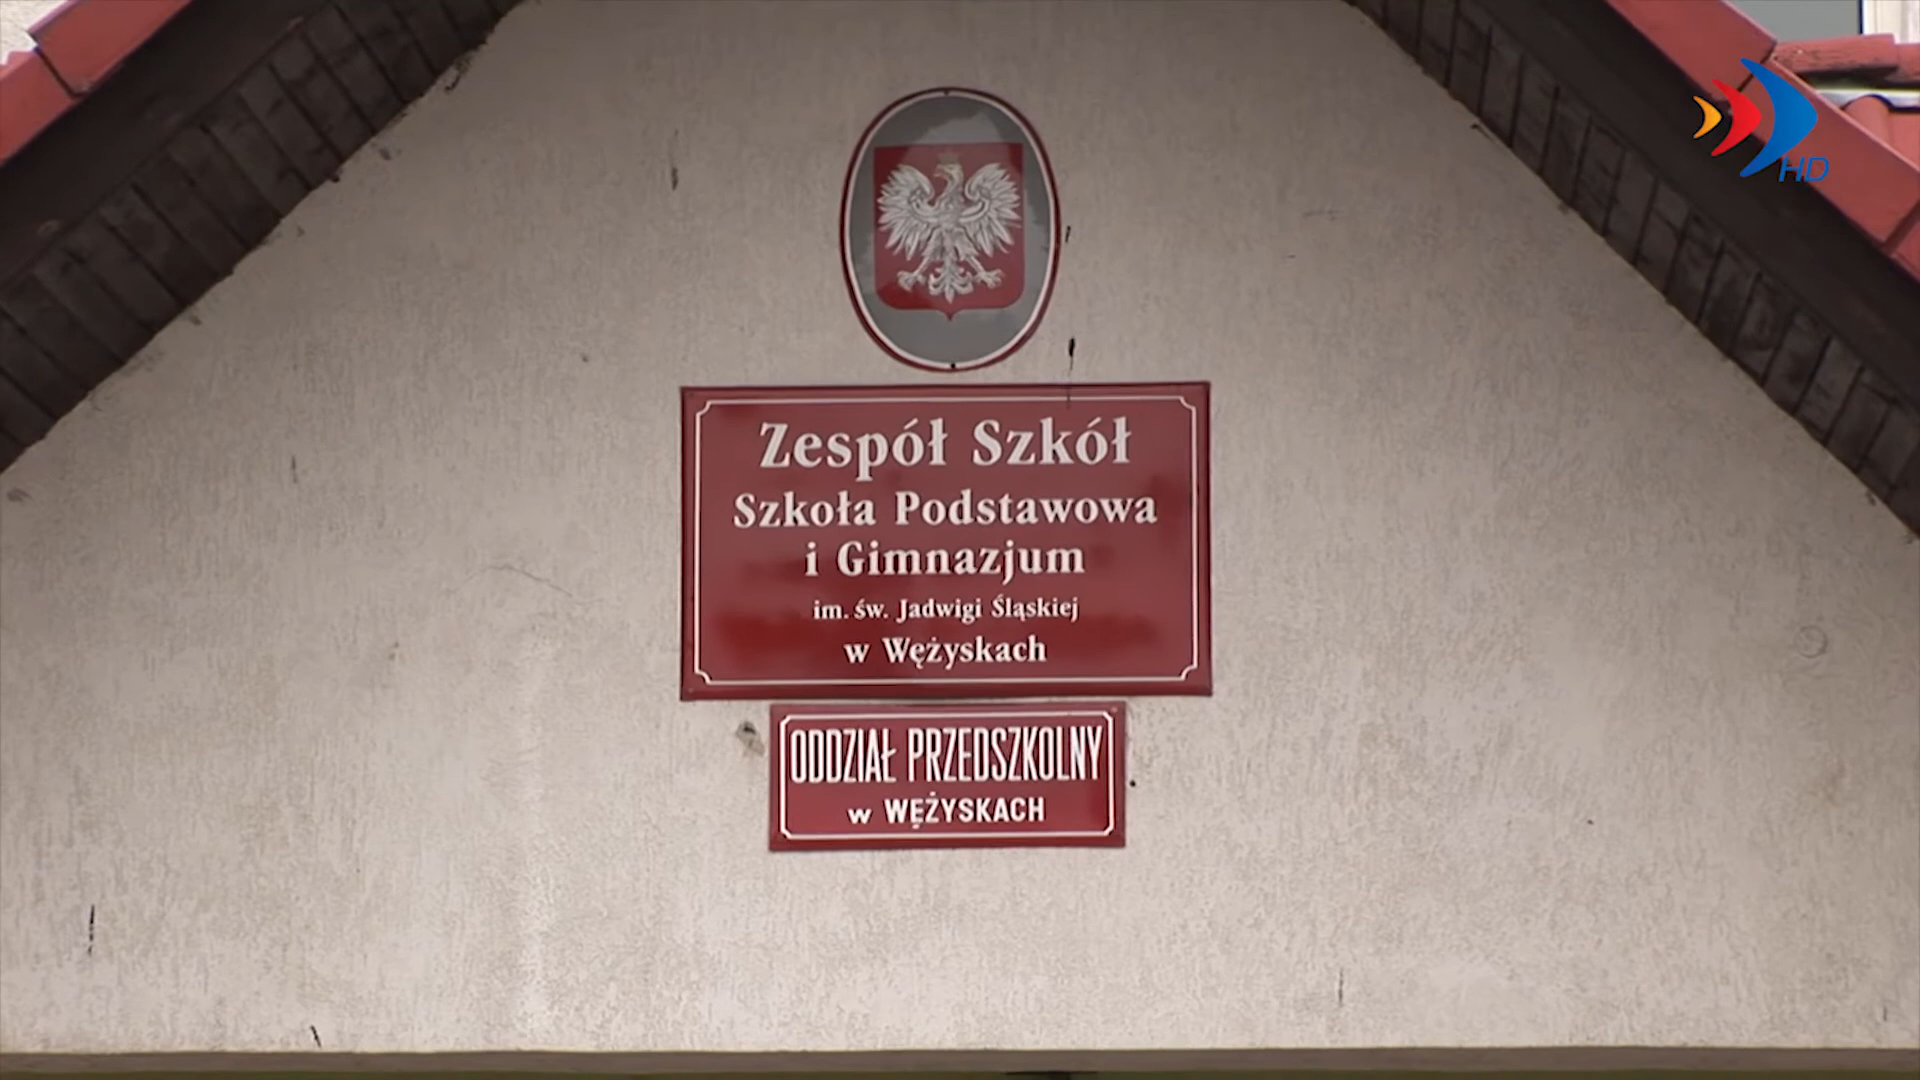 HD
Zespół Szkół
Szkoła Podstawowa
i Gimnazjum
im. św. Jadwigi Śląskiej
w Wężyskach
ODDZIAŁ PRZEDSZKOLNY
w WĘŻYSKACH